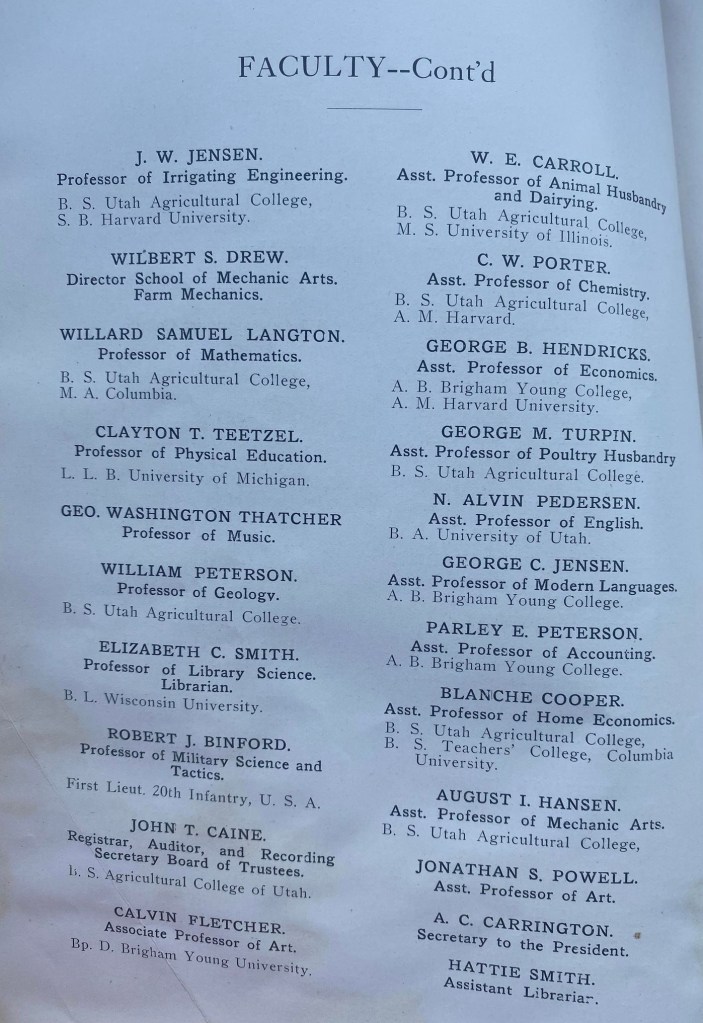 FACULTY--Cont'd
J. W. JENSEN.
Professor of Irrigating Engineering.
B. S. Utah Agricultural College,
S. B. Harvard University.
WILBERT S. DREW.
Director School of Mechanic Arts.
Farm Mechanics.
WILLARD SAMUEL LANGTON.
Professor of Mathematics.
B. S. Utah Agricultural College,
M. A. Columbia.
CLAYTON T. TEETZEL.
Professor of Physical Education.
L. L. B. University of Michigan.
GEO. WASHINGTON THATCHER
Professor of Music.
WILLIAM PETERSON.
Professor of Geology.
B. S. Utah Agricultural College.
ELIZABETH C. SMITH.
Professor of Library Science.
Librarian.
B. L. Wisconsin University.
ROBERT J. BINFORD.
Professor of Military Science and
Tactics.
First Lieut. 20th Infantry, U. S. A.
JOHN T. CAINE.
Registrar, Auditor, and Recording
Secretary Board of Trustees.
B. S. Agricultural College of Utah.
CALVIN FLETCHER.
Associate Professor of Art.
Bp. D. Brigham Young University.
W. E. CARROLL.
Asst. Professor of Animal Husbandry
and Dairying.
B. S. Utah Agricultural College,
M. S. University of Illinois.
C. W. PORTER.
Asst. Professor of Chemistry.
B. S. Utah Agricultural College,
A. M. Harvard.
GEORGE B. HENDRICKS.
Asst. Professor of Economics.
A. B. Brigham Young College,
A. M. Harvard University.
GEORGE M. TURPIN.
Asst. Professor of Poultry Husbandry
B. S. Utah Agricultural College.
N. ALVIN PEDERSEN.
Asst. Professor of English.
B. A. University of Utah.
GEORGE C. JENSEN.
Asst. Professor of Modern Languages.
A. B. Brigham Young College.
PARLEY E. PETERSON.
Asst. Professor of Accounting.
A. B. Brigham Young College.
BLANCHE COOPER.
Asst. Professor of Home Economics.
B. S. Utah Agricultural College,
B. S. Teachers' College, Columbia
University.
AUGUST I. HANSEN.
Asst. Professor of Mechanic Arts.
B. S. Utah Agricultural College,
JONATHAN S. POWELL.
Asst. Professor of Art.
A. C. CARRINGTON.
Secretary to the President.
HATTIE SMITH.
Assistant Librarian.